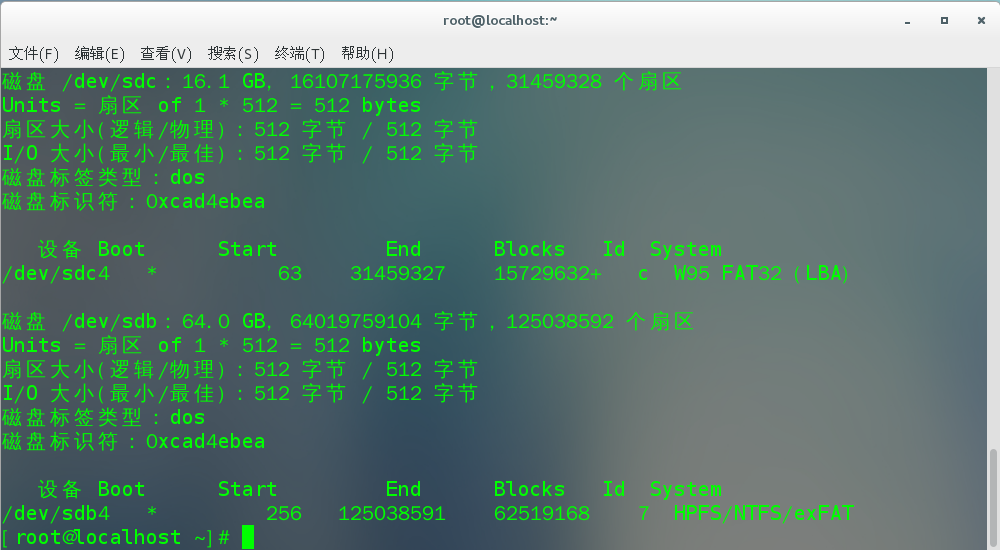 root@localhost:~
文件(F) 编辑(E) 查看(V) 搜索(S) 终端(T) 帮助(H)
磁盘 /dev/sdc：16.1 GB, 16107175936 字节，31459328 个扇区
Units = 扇区 of 1 * 512 = 512 bytes
扇区大小(逻辑/物理)：512 字节 / 512 字节
I/O 大小(最小/最佳)：512 字节 / 512 字节
磁盘标签类型：dos
磁盘标识符：0xcad4ebea
设备 Boot      Start         End      Blocks   Id  System
/dev/sdc4   *          63    31459327    15729632+   c  W95 FAT32 (LBA)
磁盘 /dev/sdb：64.0 GB, 64019759104 字节，125038592 个扇区
Units = 扇区 of 1 * 512 = 512 bytes
扇区大小(逻辑/物理)：512 字节 / 512 字节
I/O 大小(最小/最佳)：512 字节 / 512 字节
磁盘标签类型：dos
磁盘标识符：0xcad4ebea
设备 Boot      Start         End      Blocks   Id  System
/dev/sdb4   *         256   125038591    62519168    7  HPFS/NTFS/exFAT
[root@localhost ~]#